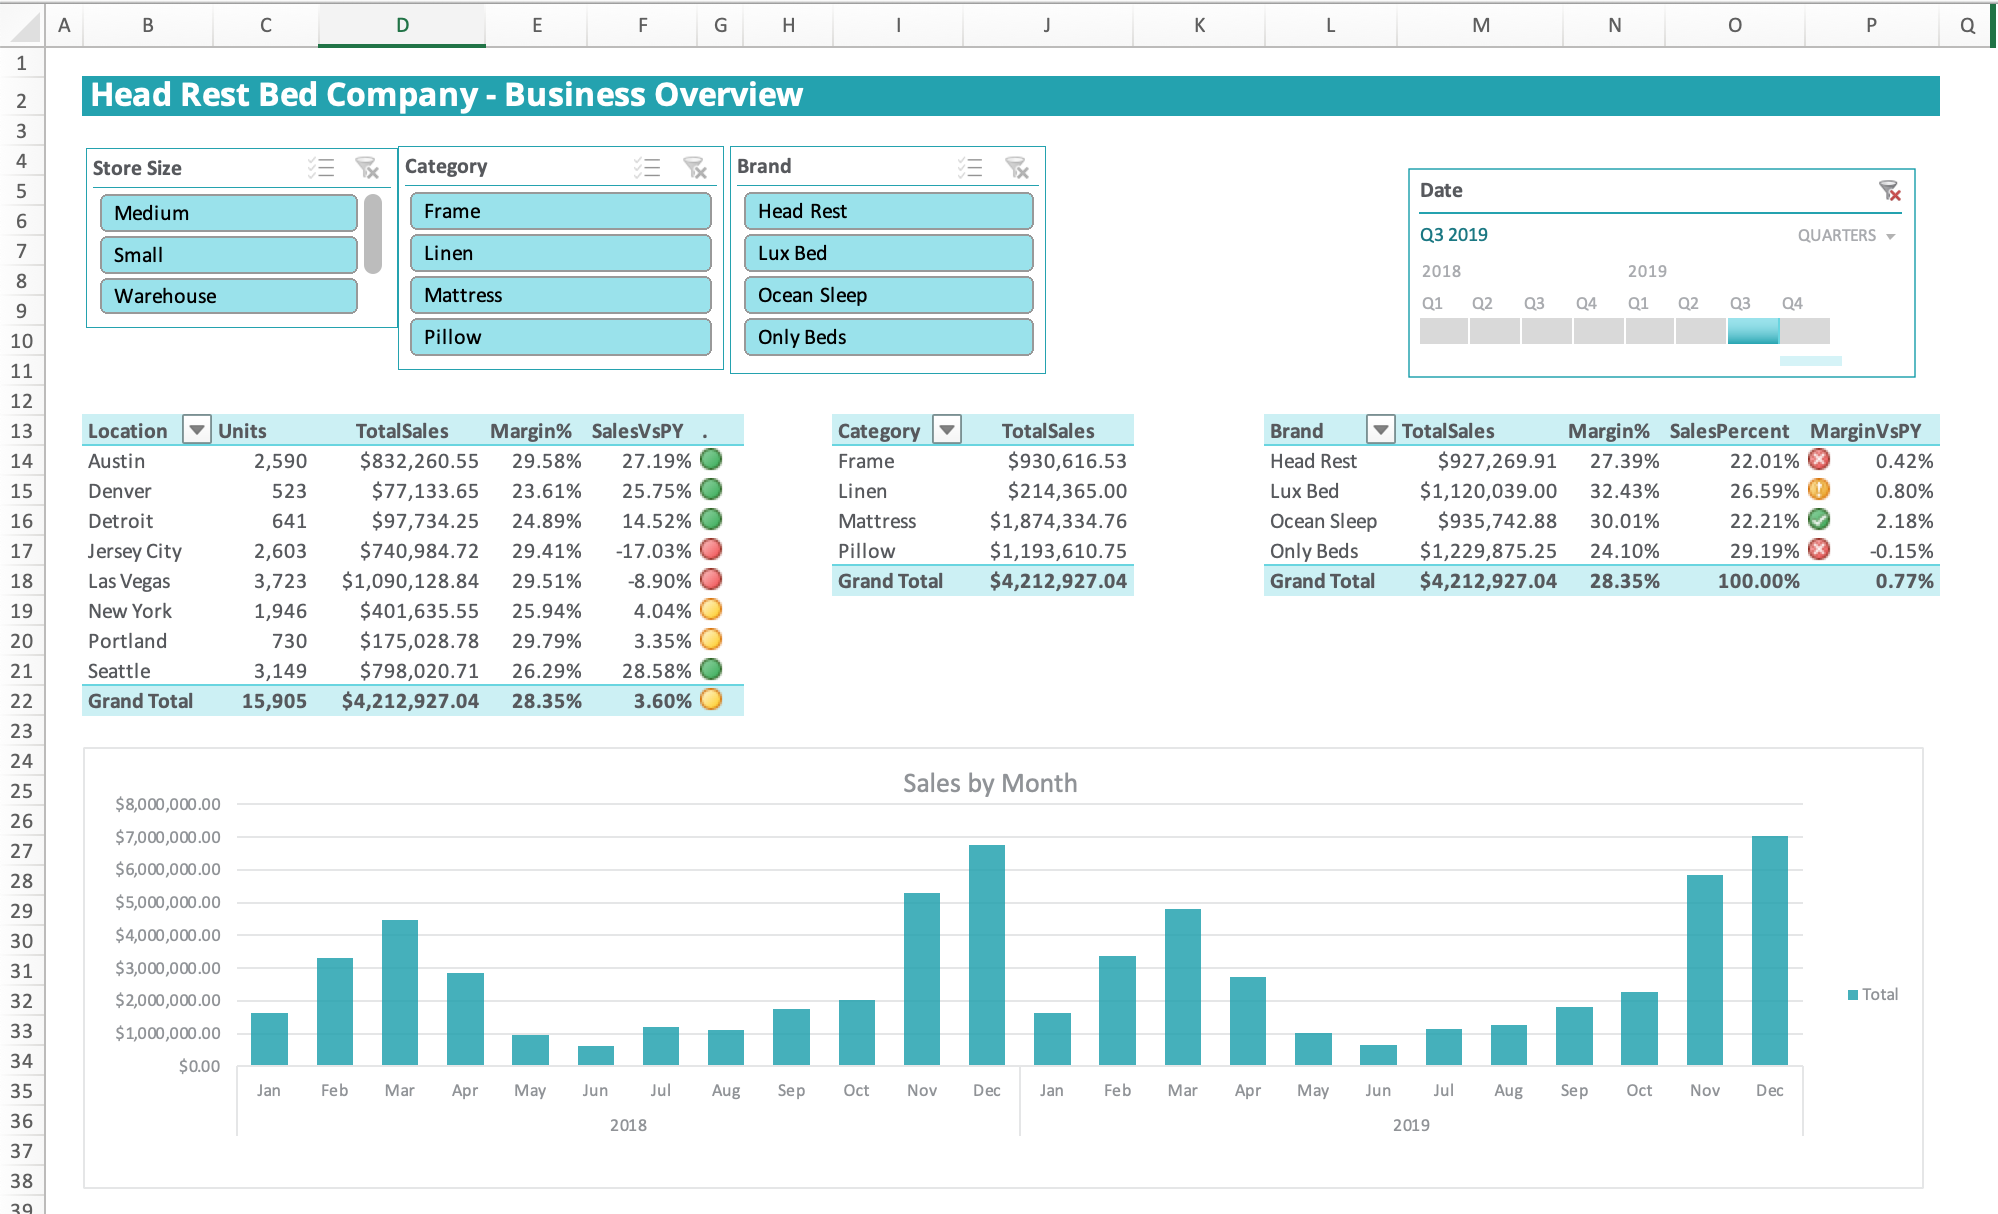 A B C D E F G H I J K L M N O P Q
1
2 Head Rest Bed Company - Business Overview
3
4 Store Size Category Brand
5 Medium Frame Head Rest Date
6 Small Linen Lux Bed
7 Warehouse Mattress Ocean Sleep Q3 2019 QUARTERS
8 Pillow Only Beds 2018 2019
9 Q1 Q2 Q3 Q4 Q1 Q2 Q3 Q4
10
11
12
13 Location Units TotalSales Margin% SalesVsPY . Category TotalSales Brand TotalSales Margin% SalesPercent MarginVsPY
14 Austin 2,590 $832,260.55 29.58% 27.19% Frame $930,616.53 Head Rest $927,269.91 27.39% 22.01% 0.42%
15 Denver 523 $77,133.65 23.61% 25.75% Linen $214,365.00 Lux Bed $1,120,039.00 32.43% 26.59% 0.80%
16 Detroit 641 $97,734.25 24.89% 14.52% Mattress $1,874,334.76 Ocean Sleep $935,742.88 30.01% 22.21% 2.18%
17 Jersey City 2,603 $740,984.72 29.41% -17.03% Pillow $1,193,610.75 Only Beds $1,229,875.25 24.10% 29.19% -0.15%
18 Las Vegas 3,723 $1,090,128.84 29.51% -8.90% Grand Total $4,212,927.04 Grand Total $4,212,927.04 28.35% 100.00% 0.77%
19 New York 1,946 $401,635.55 25.94% 4.04%
20 Portland 730 $175,028.78 29.79% 3.35%
21 Seattle 3,149 $798,020.71 26.29% 28.58%
22 Grand Total 15,905 $4,212,927.04 28.35% 3.60%
23
24
25 Sales by Month
26 $8,000,000.00
27 $7,000,000.00
28 $6,000,000.00
29 $5,000,000.00
30 $4,000,000.00
31 $3,000,000.00
32 $2,000,000.00 Total
33 $1,000,000.00
34 $0.00
35 Jan Feb Mar Apr May Jun Jul Aug Sep Oct Nov Dec Jan Feb Mar Apr May Jun Jul Aug Sep Oct Nov Dec
36 2018 2019
37
38
39